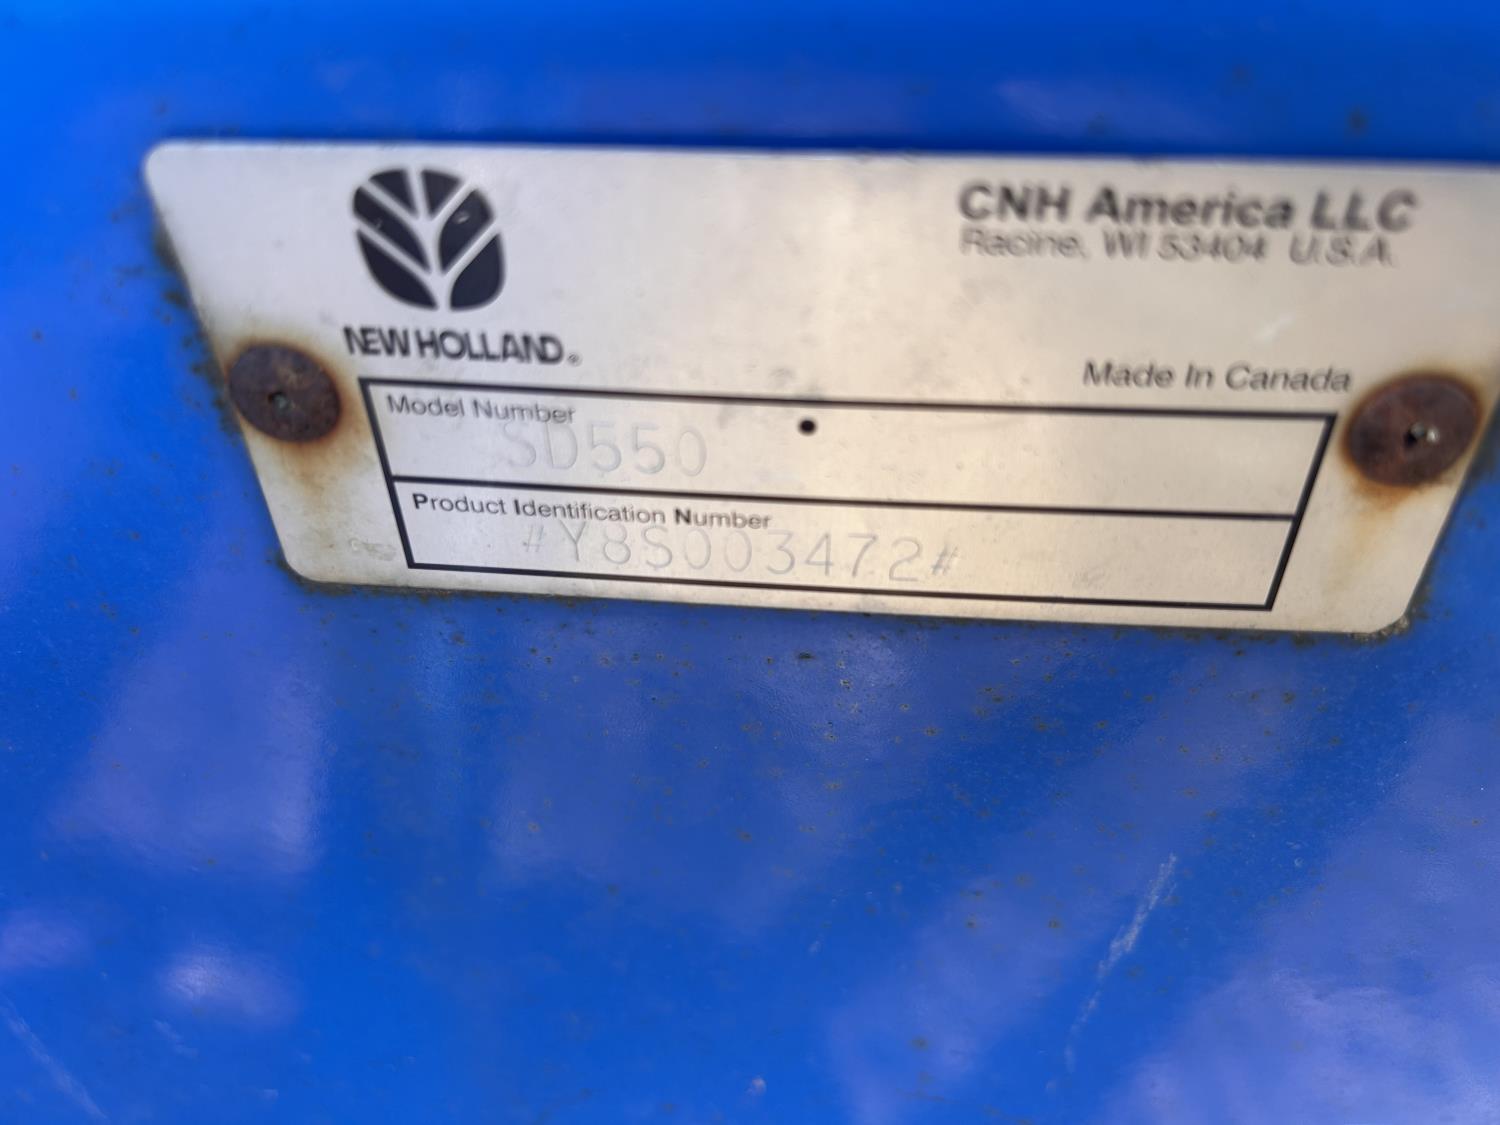 NEW HOLLAND®
CNH America LLC
Racine, WI 53404 U.S.A.
Made In Canada
Model Number
SD550
Product Identification Number
#Y8S003472#